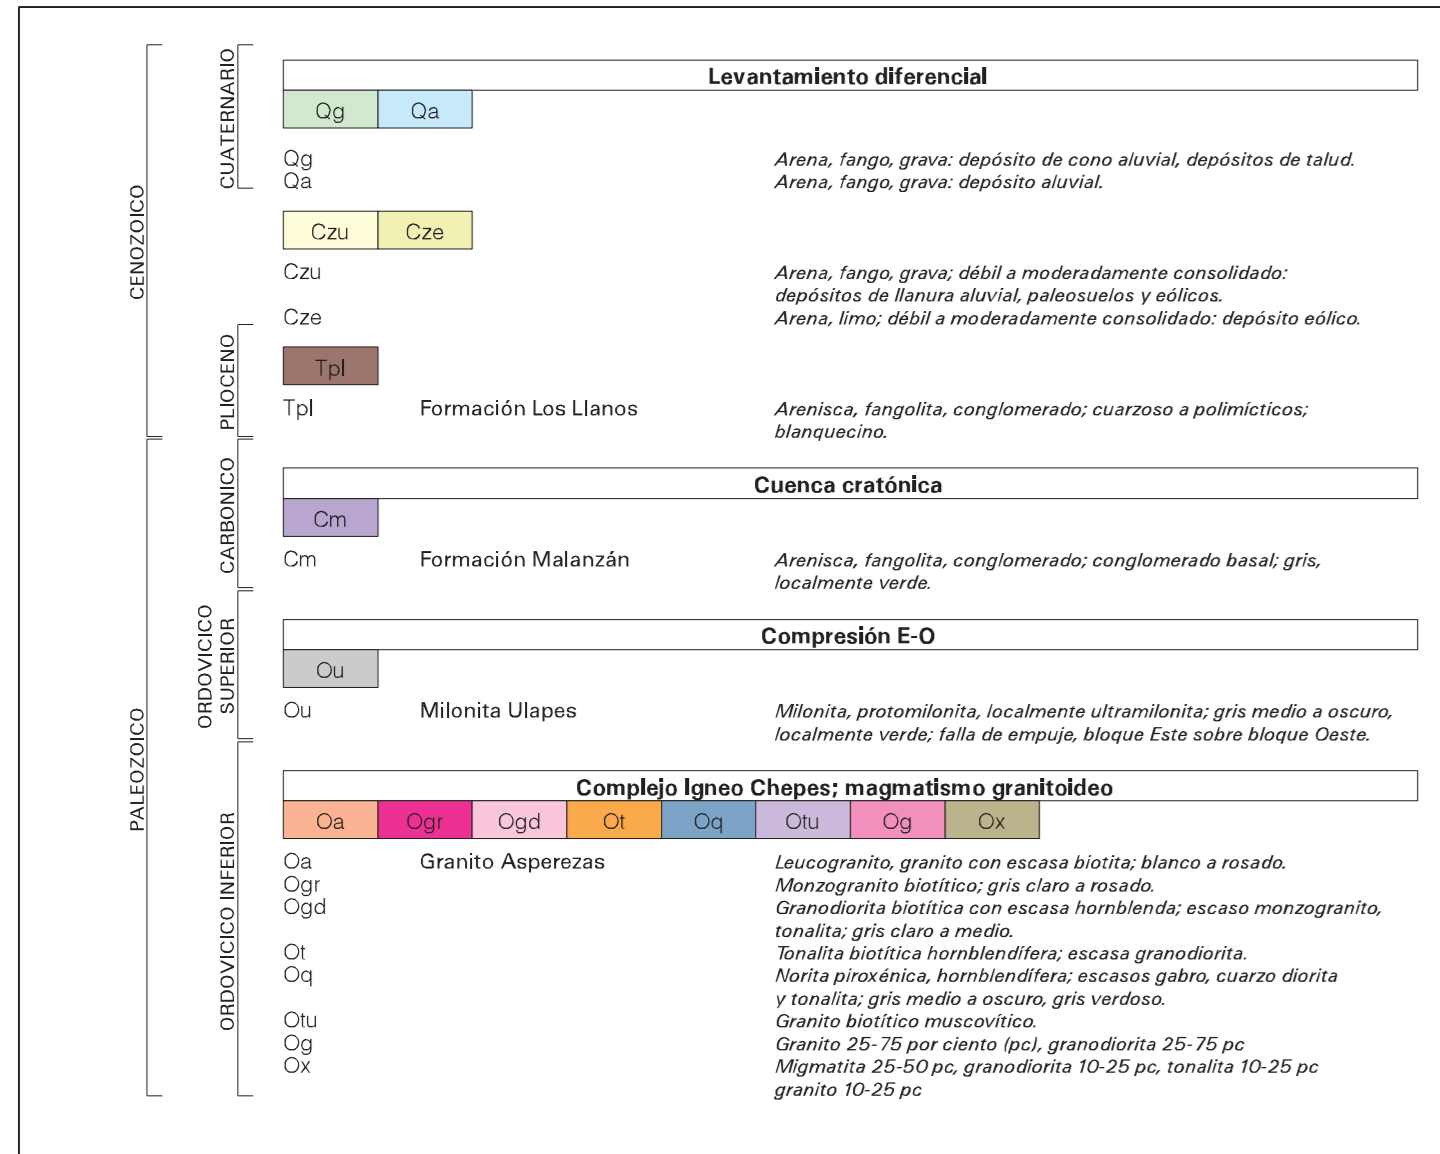 CENOZOICO
CUATERNARIO
Levantamiento diferencial
Qg Qa
Qg Arena, fango, grava: depósito de cono aluvial, depósitos de talud.
Qa Arena, fango, grava: depósito aluvial.
Czu Cze
Czu Arena, fango, grava; débil a moderadamente consolidado:
depósitos de llanura aluvial, paleosuelos y eólicos.
Cze Arena, limo; débil a moderadamente consolidado: depósito eólico.
PLIOCENO
Tpl
Tpl Formación Los Llanos Arenisca, fangolita, conglomerado; cuarzoso a polimícticos;
blanquecino.
PALEOZOICO
CARBONICO
Cuenca cratónica
Cm
Cm Formación Malanzán Arenisca, fangolita, conglomerado; conglomerado basal; gris,
localmente verde.
ORDOVICICO
SUPERIOR
Compresión E-O
Ou
Ou Milonita Ulapes Milonita, protomilonita, localmente ultramilonita; gris medio a oscuro,
localmente verde; falla de empuje, bloque Este sobre bloque Oeste.
ORDOVICICO INFERIOR
Complejo Igneo Chepes; magmatismo granitoideo
Oa Ogr Ogd Ot Oq Otu Og Ox
Oa Granito Asperezas Leucogranito, granito con escasa biotita; blanco a rosado.
Ogr Monzogranito biotítico; gris claro a rosado.
Ogd Granodiorita biotítica con escasa hornblenda; escaso monzogranito,
tonalita; gris claro a medio.
Ot Tonalita biotítica hornblendífera; escasa granodiorita.
Oq Norita piroxénica, hornblendífera; escasos gabro, cuarzo diorita
y tonalita; gris medio a oscuro, gris verdoso.
Otu Granito biotítico muscovítico.
Og Granito 25-75 por ciento (pc), granodiorita 25-75 pc
Ox Migmatita 25-50 pc, granodiorita 10-25 pc, tonalita 10-25 pc
granito 10-25 pc